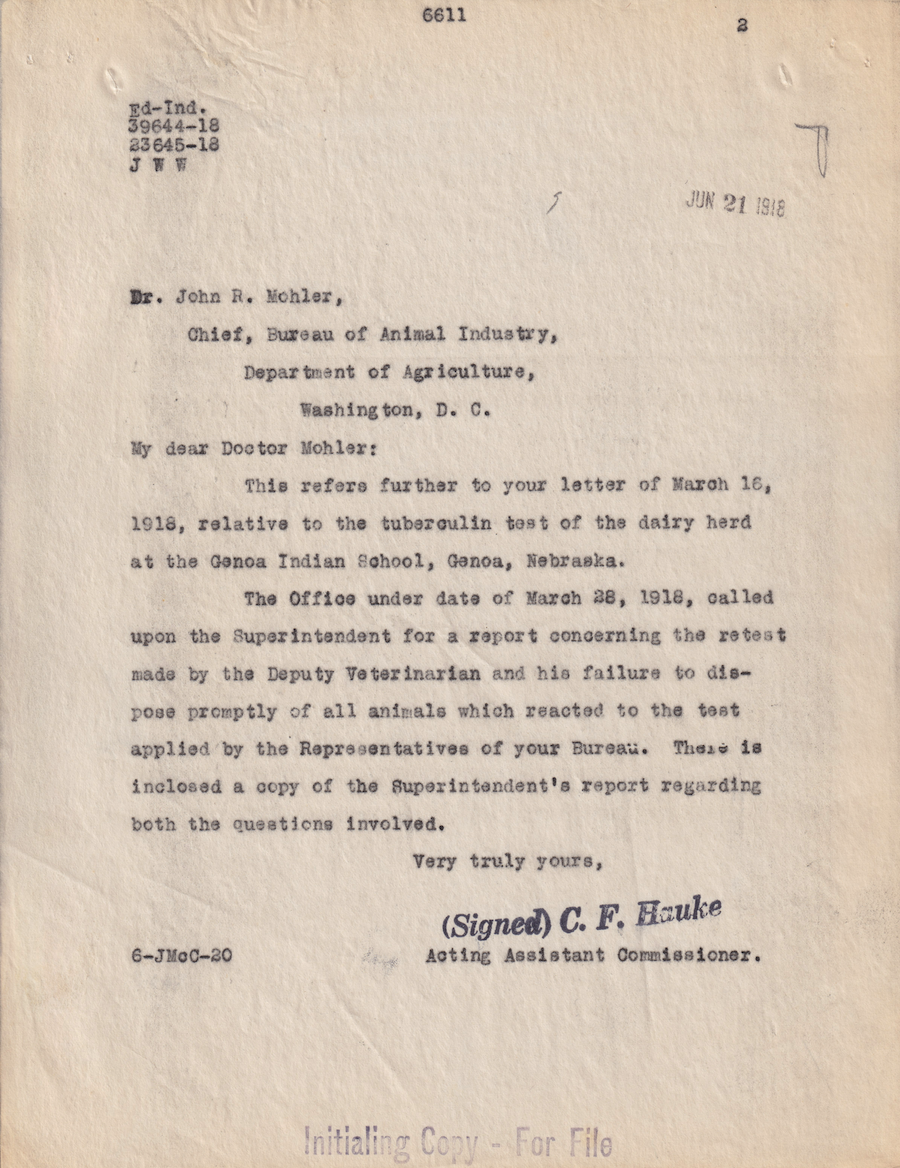 6611
2
Ed-Ind.
39644-18
23645-18
J W W
JUN 21 1918
Dr. John R. Mohler,
Chief, Bureau of Animal Industry,
Department of Agriculture,
Washington, D. C.
My dear Doctor Mohler:
This refers further to your letter of March 16,
1918, relative to the tuberculin test of the dairy herd
at the Genoa Indian School, Genoa, Nebraska.
The Office under date of March 28, 1918, called
upon the Superintendent for a report concerning the retest
made by the Deputy Veterinarian and his failure to dis-
pose promptly of all animals which reacted to the test
applied by the Representatives of your Bureau. There is
inclosed a copy of the Superintendent's report regarding
both the questions involved.
Very truly yours,
(Signed) C. F. Hauke
6-JMcC-20
Acting Assistant Commissioner.
Initialing Copy - For File